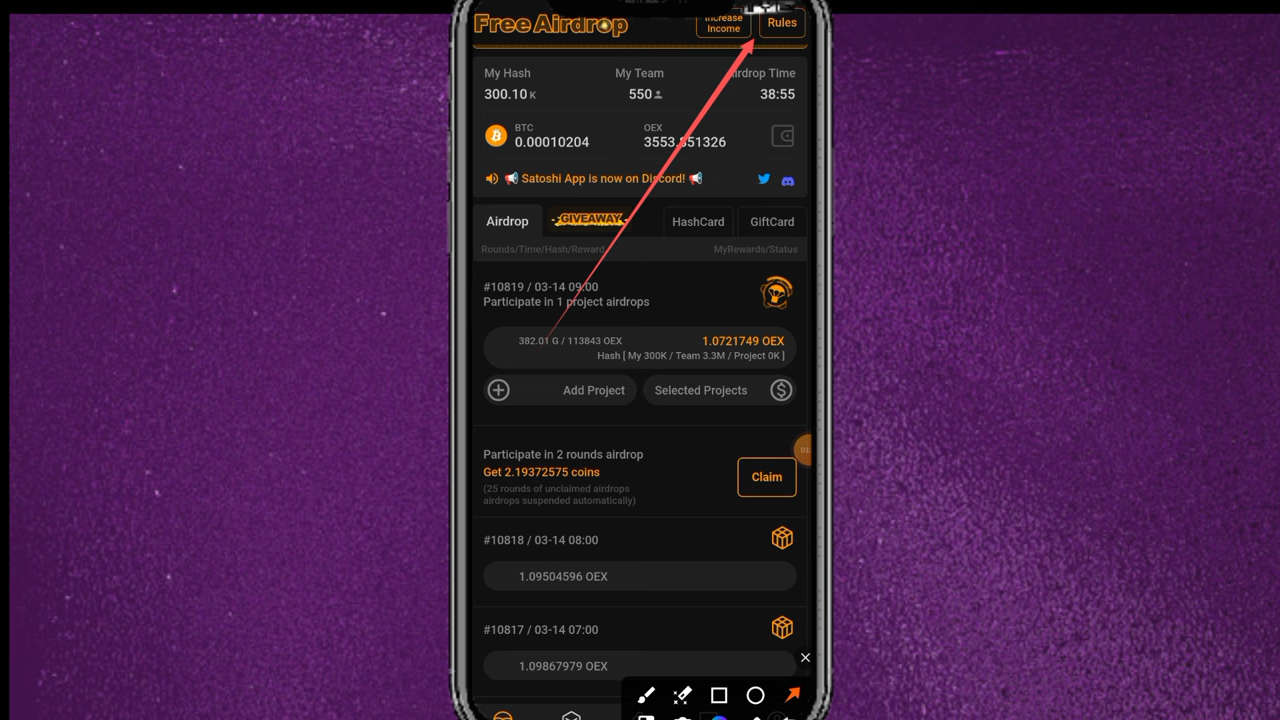 Free Airdrop
Increase
Income
Rules
My Hash
My Team
Airdrop Time
300.10 K
550
38:55
BTC
0.00010204
OEX
3553.851326
📢 Satoshi App is now on Discord! 📢
Airdrop
GIVEAWAY
HashCard
GiftCard
Rounds/Time/Hash/Reward
MyRewards/Status
#10819 / 03-14 09:00
Participate in 1 project airdrops
382.01 G / 113843 OEX
1.0721749 OEX
Hash [ My 300K / Team 3.3M / Project 0K ]
Add Project
Selected Projects
Participate in 2 rounds airdrop
Get 2.19372575 coins
(25 rounds of unclaimed airdrops
airdrops suspended automatically)
Claim
#10818 / 03-14 08:00
1.09504596 OEX
#10817 / 03-14 07:00
1.09867979 OEX